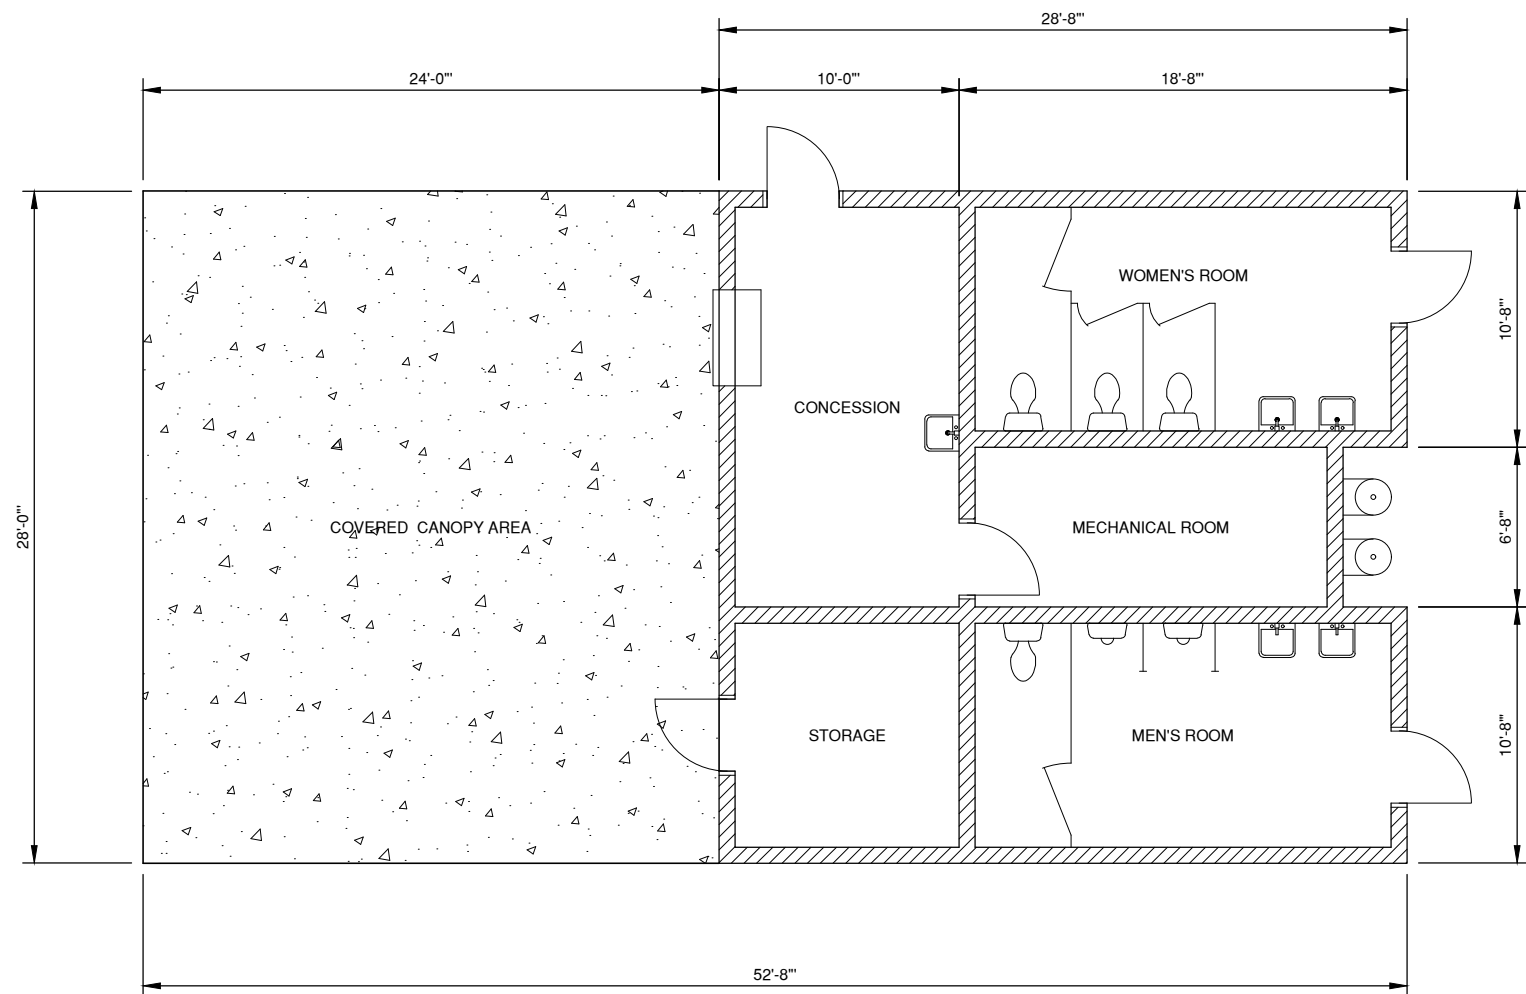 28'-8"'
24'-0"'
10'-0"'
18'-8"'
WOMEN'S ROOM
10'-8"'
CONCESSION
28'-0"'
COVERED CANOPY AREA
MECHANICAL ROOM
6'-8"'
STORAGE
MEN'S ROOM
10'-8"'
52'-8"'